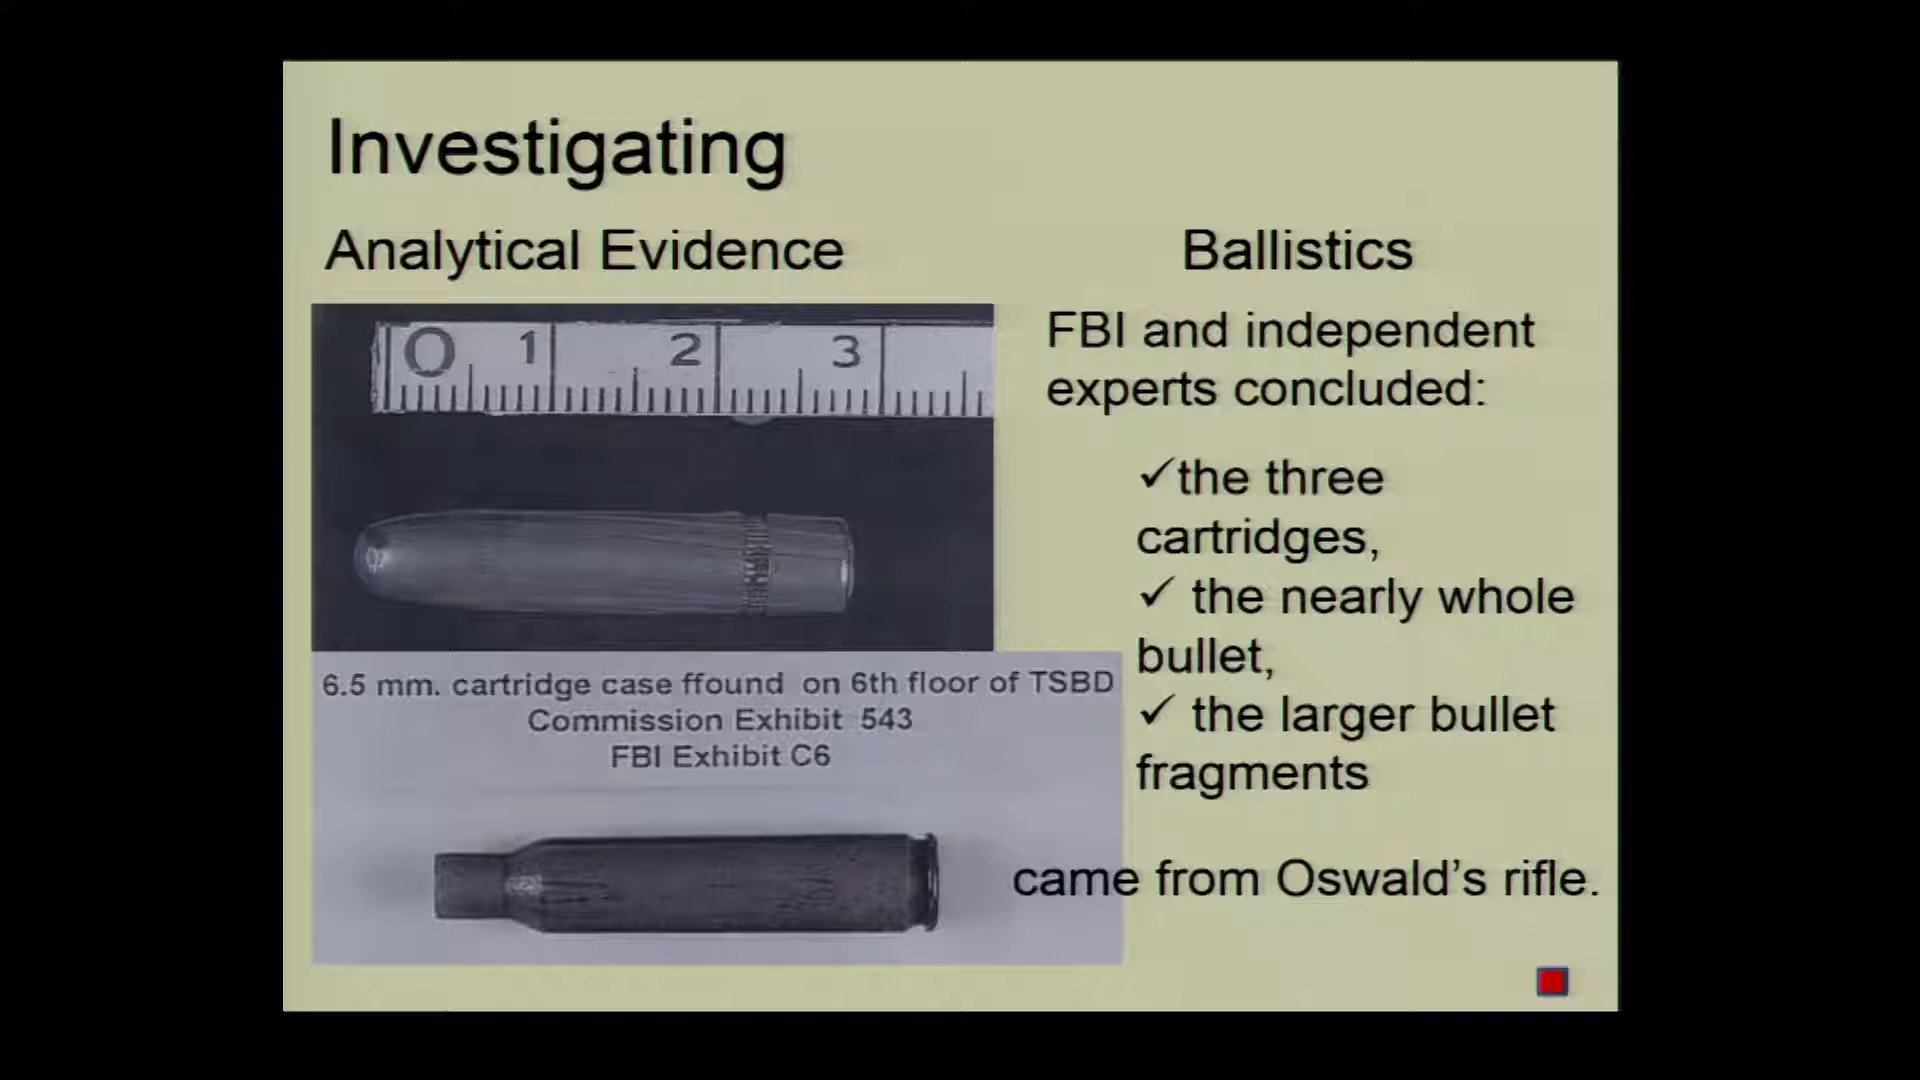 Investigating
Analytical Evidence
Ballistics
0 1 2 3
6.5 mm. cartridge case ffound on 6th floor of TSBD
Commission Exhibit 543
FBI Exhibit C6
FBI and independent
experts concluded:
✓the three
cartridges,
✓ the nearly whole
bullet,
✓ the larger bullet
fragments
came from Oswald's rifle.